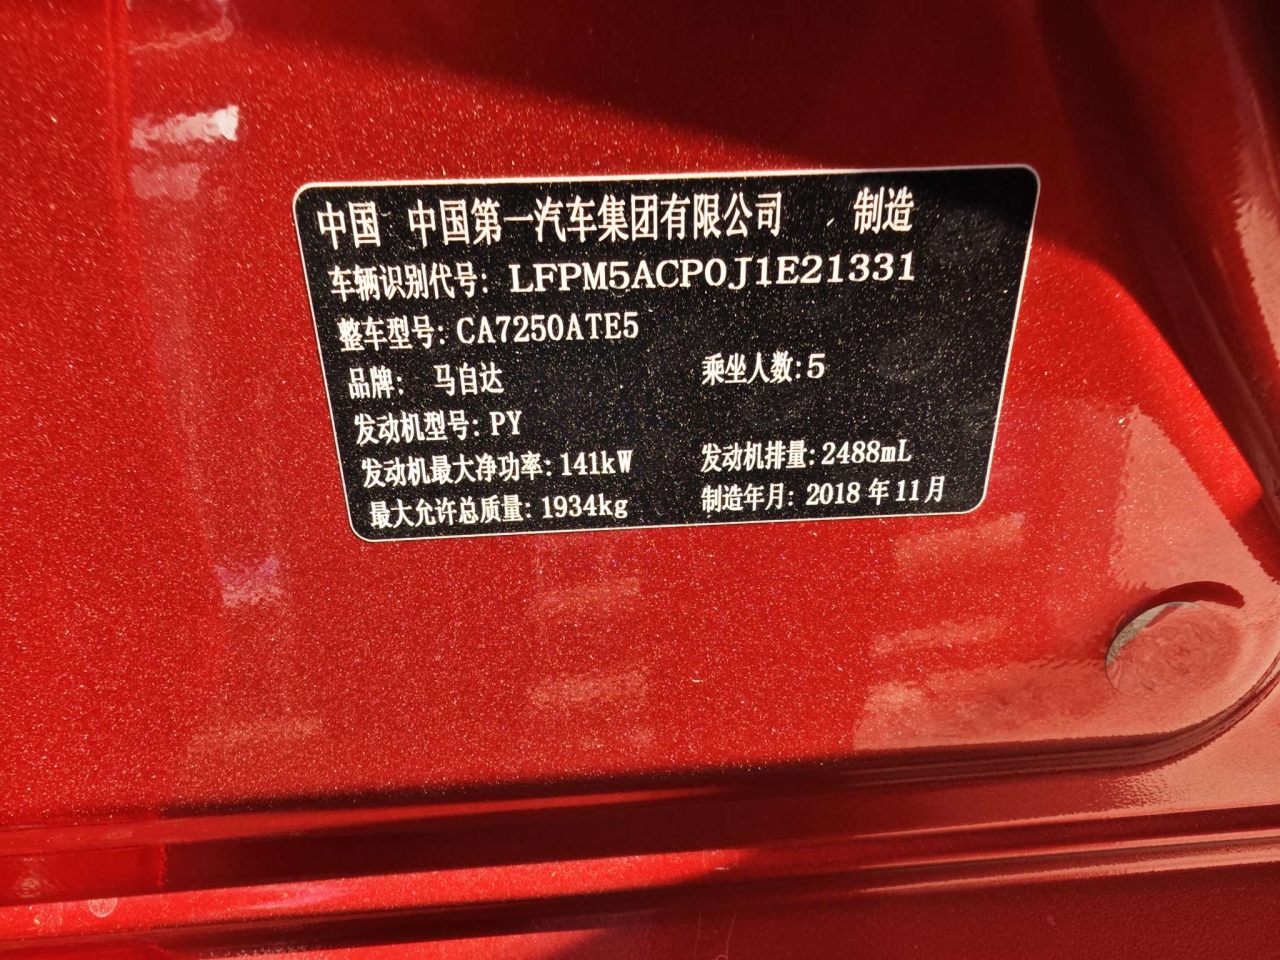 中国 中国第一汽车集团有限公司 制造
车辆识别代号: LFPM5ACP0J1E21331
整车型号: CA7250ATE5
品牌: 马自达 乘坐人数: 5
发动机型号: PY
发动机最大净功率: 141kW 发动机排量: 2488mL
最大允许总质量: 1934kg 制造年月: 2018 年 11 月